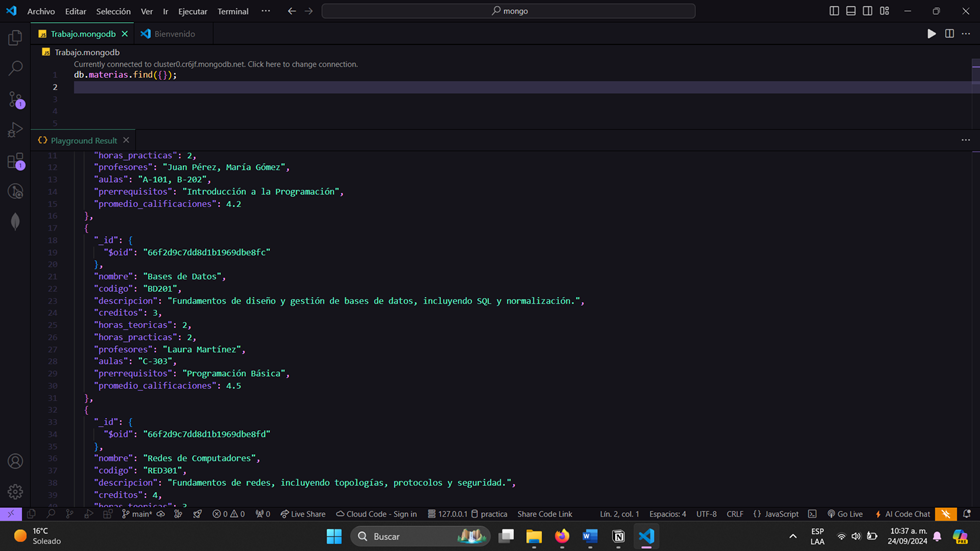 Archivo Editar Selección Ver Ir Ejecutar Terminal ··· mongo
Trabajo.mongodb Bienvenido
Trabajo.mongodb
Currently connected to cluster0.cr6jf.mongodb.net. Click here to change connection.
1 db.materias.find({});
2
3
4
5
Playground Result
11 "horas_practicas": 2,
12 "profesores": "Juan Pérez, María Gómez",
13 "aulas": "A-101, B-202",
14 "prerrequisitos": "Introducción a la Programación",
15 "promedio_calificaciones": 4.2
16 },
17 {
18 "_id": {
19 "$oid": "66f2d9c7dd8d1b1969dbe8fc"
20 },
21 "nombre": "Bases de Datos",
22 "codigo": "BD201",
23 "descripcion": "Fundamentos de diseño y gestión de bases de datos, incluyendo SQL y normalización.",
24 "creditos": 3,
25 "horas_teoricas": 2,
26 "horas_practicas": 2,
27 "profesores": "Laura Martínez",
28 "aulas": "C-303",
29 "prerrequisitos": "Programación Básica",
30 "promedio_calificaciones": 4.5
31 },
32 {
33 "_id": {
34 "$oid": "66f2d9c7dd8d1b1969dbe8fd"
35 },
36 "nombre": "Redes de Computadores",
37 "codigo": "RED301",
38 "descripcion": "Fundamentos de redes, incluyendo topologías, protocolos y seguridad.",
39 "creditos": 4,
"horas_teoricas": 3
main* 0 0 0 Live Share Cloud Code - Sign in 127.0.0.1 practica Share Code Link Lín. 2, col. 1 Espacios: 4 UTF-8 CRLF {} JavaScript Go Live AI Code Chat
16°C
Soleado
Buscar
ESP
LAA
10:37 a. m.
24/09/2024